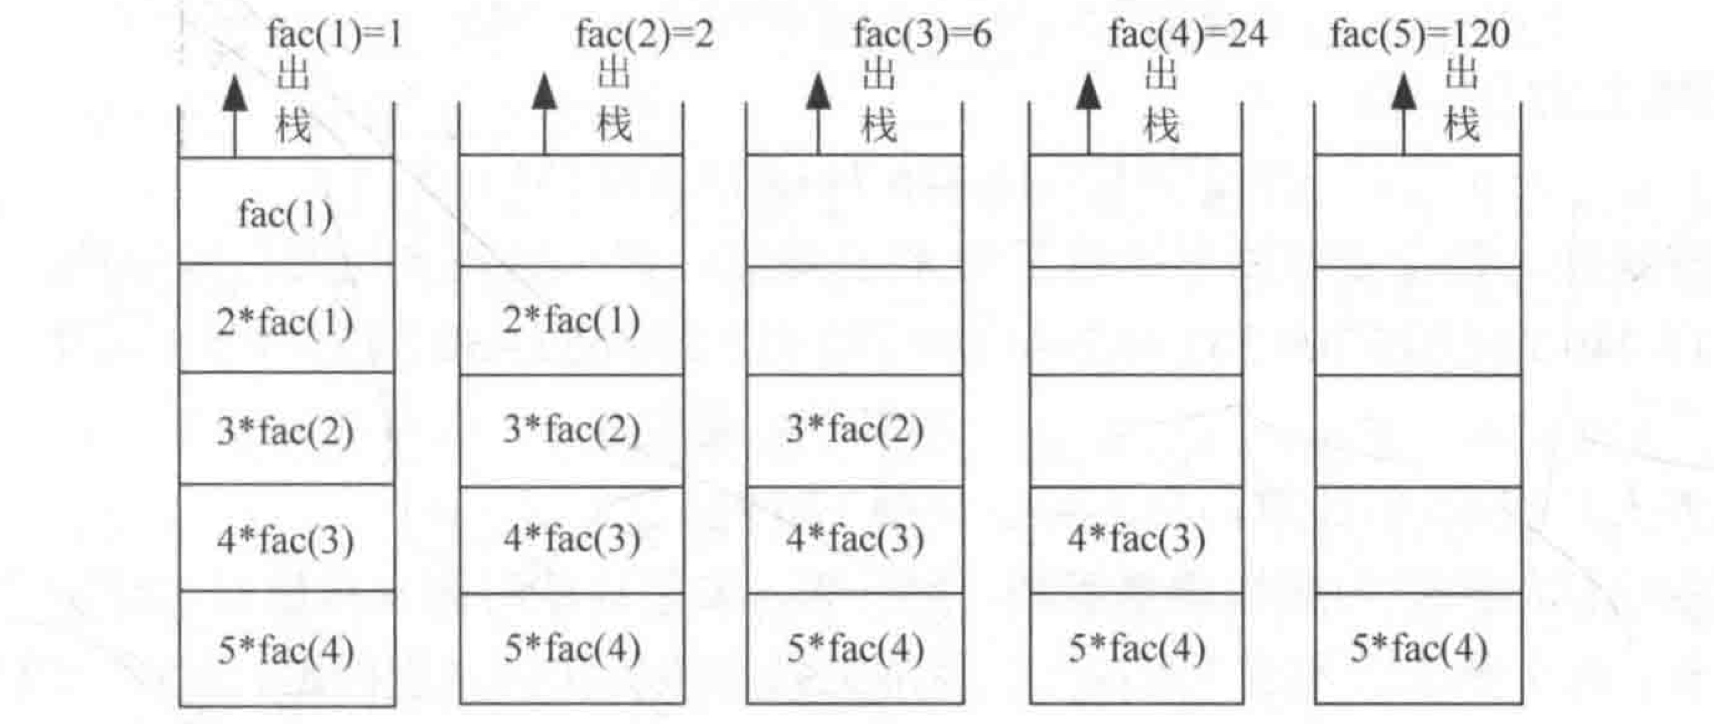 fac(1)=1
fac(2)=2
fac(3)=6
fac(4)=24
fac(5)=120
出栈
出栈
出栈
出栈
出栈
fac(1)
2*fac(1)
2*fac(1)
3*fac(2)
3*fac(2)
3*fac(2)
4*fac(3)
4*fac(3)
4*fac(3)
4*fac(3)
5*fac(4)
5*fac(4)
5*fac(4)
5*fac(4)
5*fac(4)